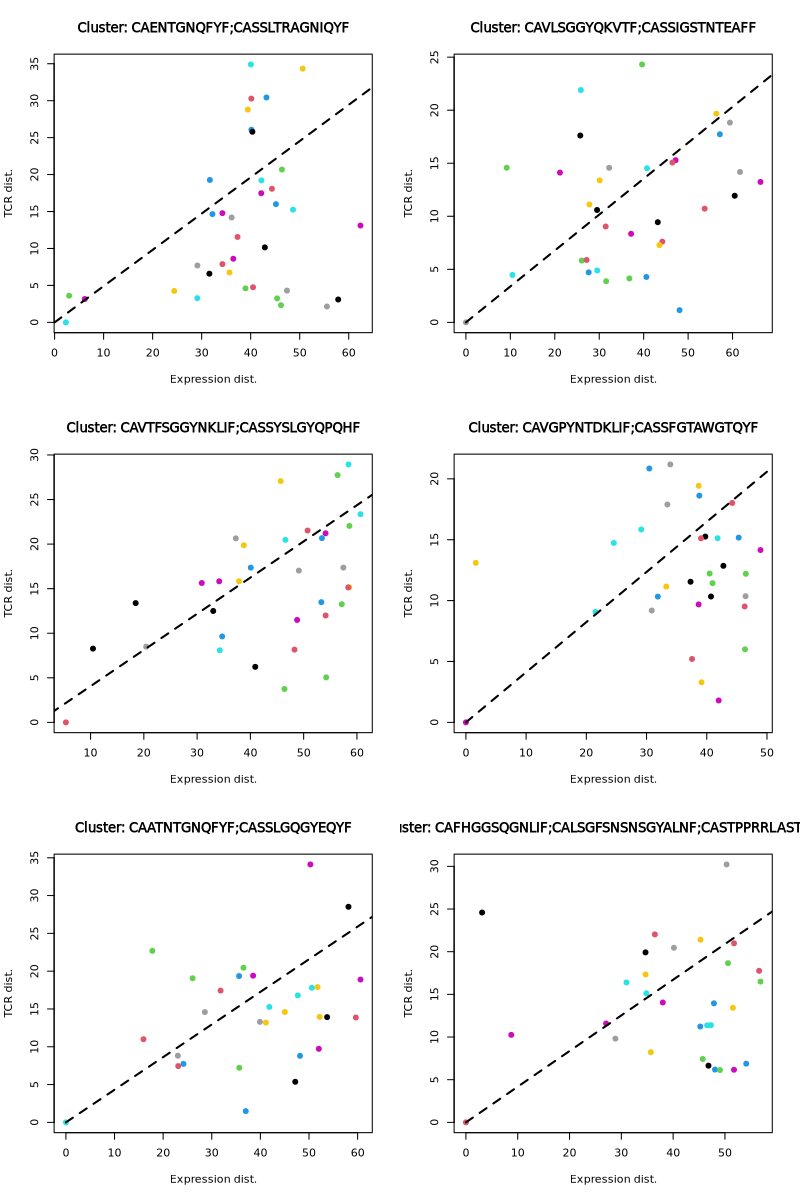 Cluster: CAENTGNQFYF;CASSLTRAGNIQYF
35
30
25
20
15
10
5
0
TCR dist.
0 10 20 30 40 50 60
Expression dist.
Cluster: CAVLSGGYQKVTF;CASSIGSTNTEAFF
25
20
15
10
5
0
TCR dist.
0 10 20 30 40 50 60
Expression dist.
Cluster: CAVTFSGGYNKLIF;CASSYSLGYQPQHF
30
25
20
15
10
5
0
TCR dist.
10 20 30 40 50 60
Expression dist.
Cluster: CAVGPYNTDKLIF;CASSFGTAWGTQYF
20
15
10
5
0
TCR dist.
0 20 30 40 50
Expression dist.
Cluster: CAATNTGNQFYF;CASSLGQGYEQYF
35
30
25
20
15
10
5
0
TCR dist.
0 10 20 30 40 50
Expression dist.
ister: CAFHGGSQGNLIF;CALSGFSNSNSGYALNF;CASTPPRRLAST
30
25
20
15
10
5
0
TCR dist.
0 10 20 30 40 50
Expression dist.